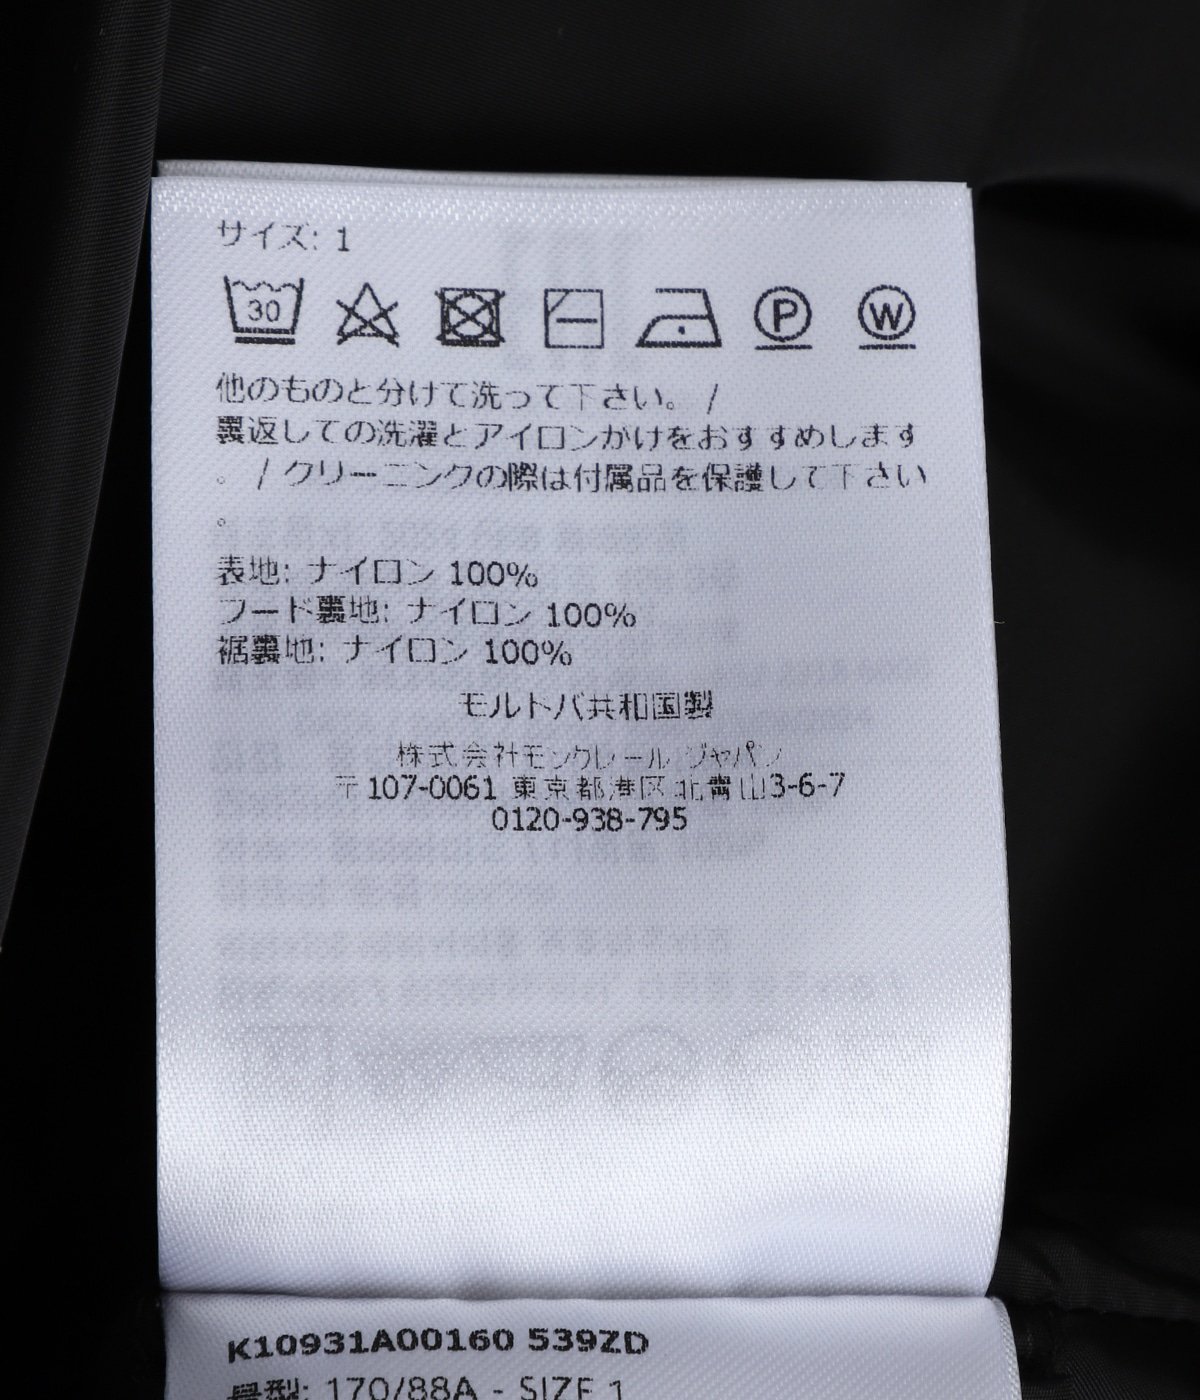 サイズ: 1
30
P W
他のものと分けて洗って下さい。 /
裏返しての洗濯とアイロンがけをおすすめします
。 / クリーニングの際は付属品を保護して下さい
。
表地: ナイロン 100%
フード裏地: ナイロン 100%
裾裏地: ナイロン 100%
モルトバ共和国製
株式会社モンクレール ジャパン
〒107-0061 東京都港区北青山3-6-7
0120-938-795
K10931A00160 539ZD
号型: 170/88A - SIZE 1